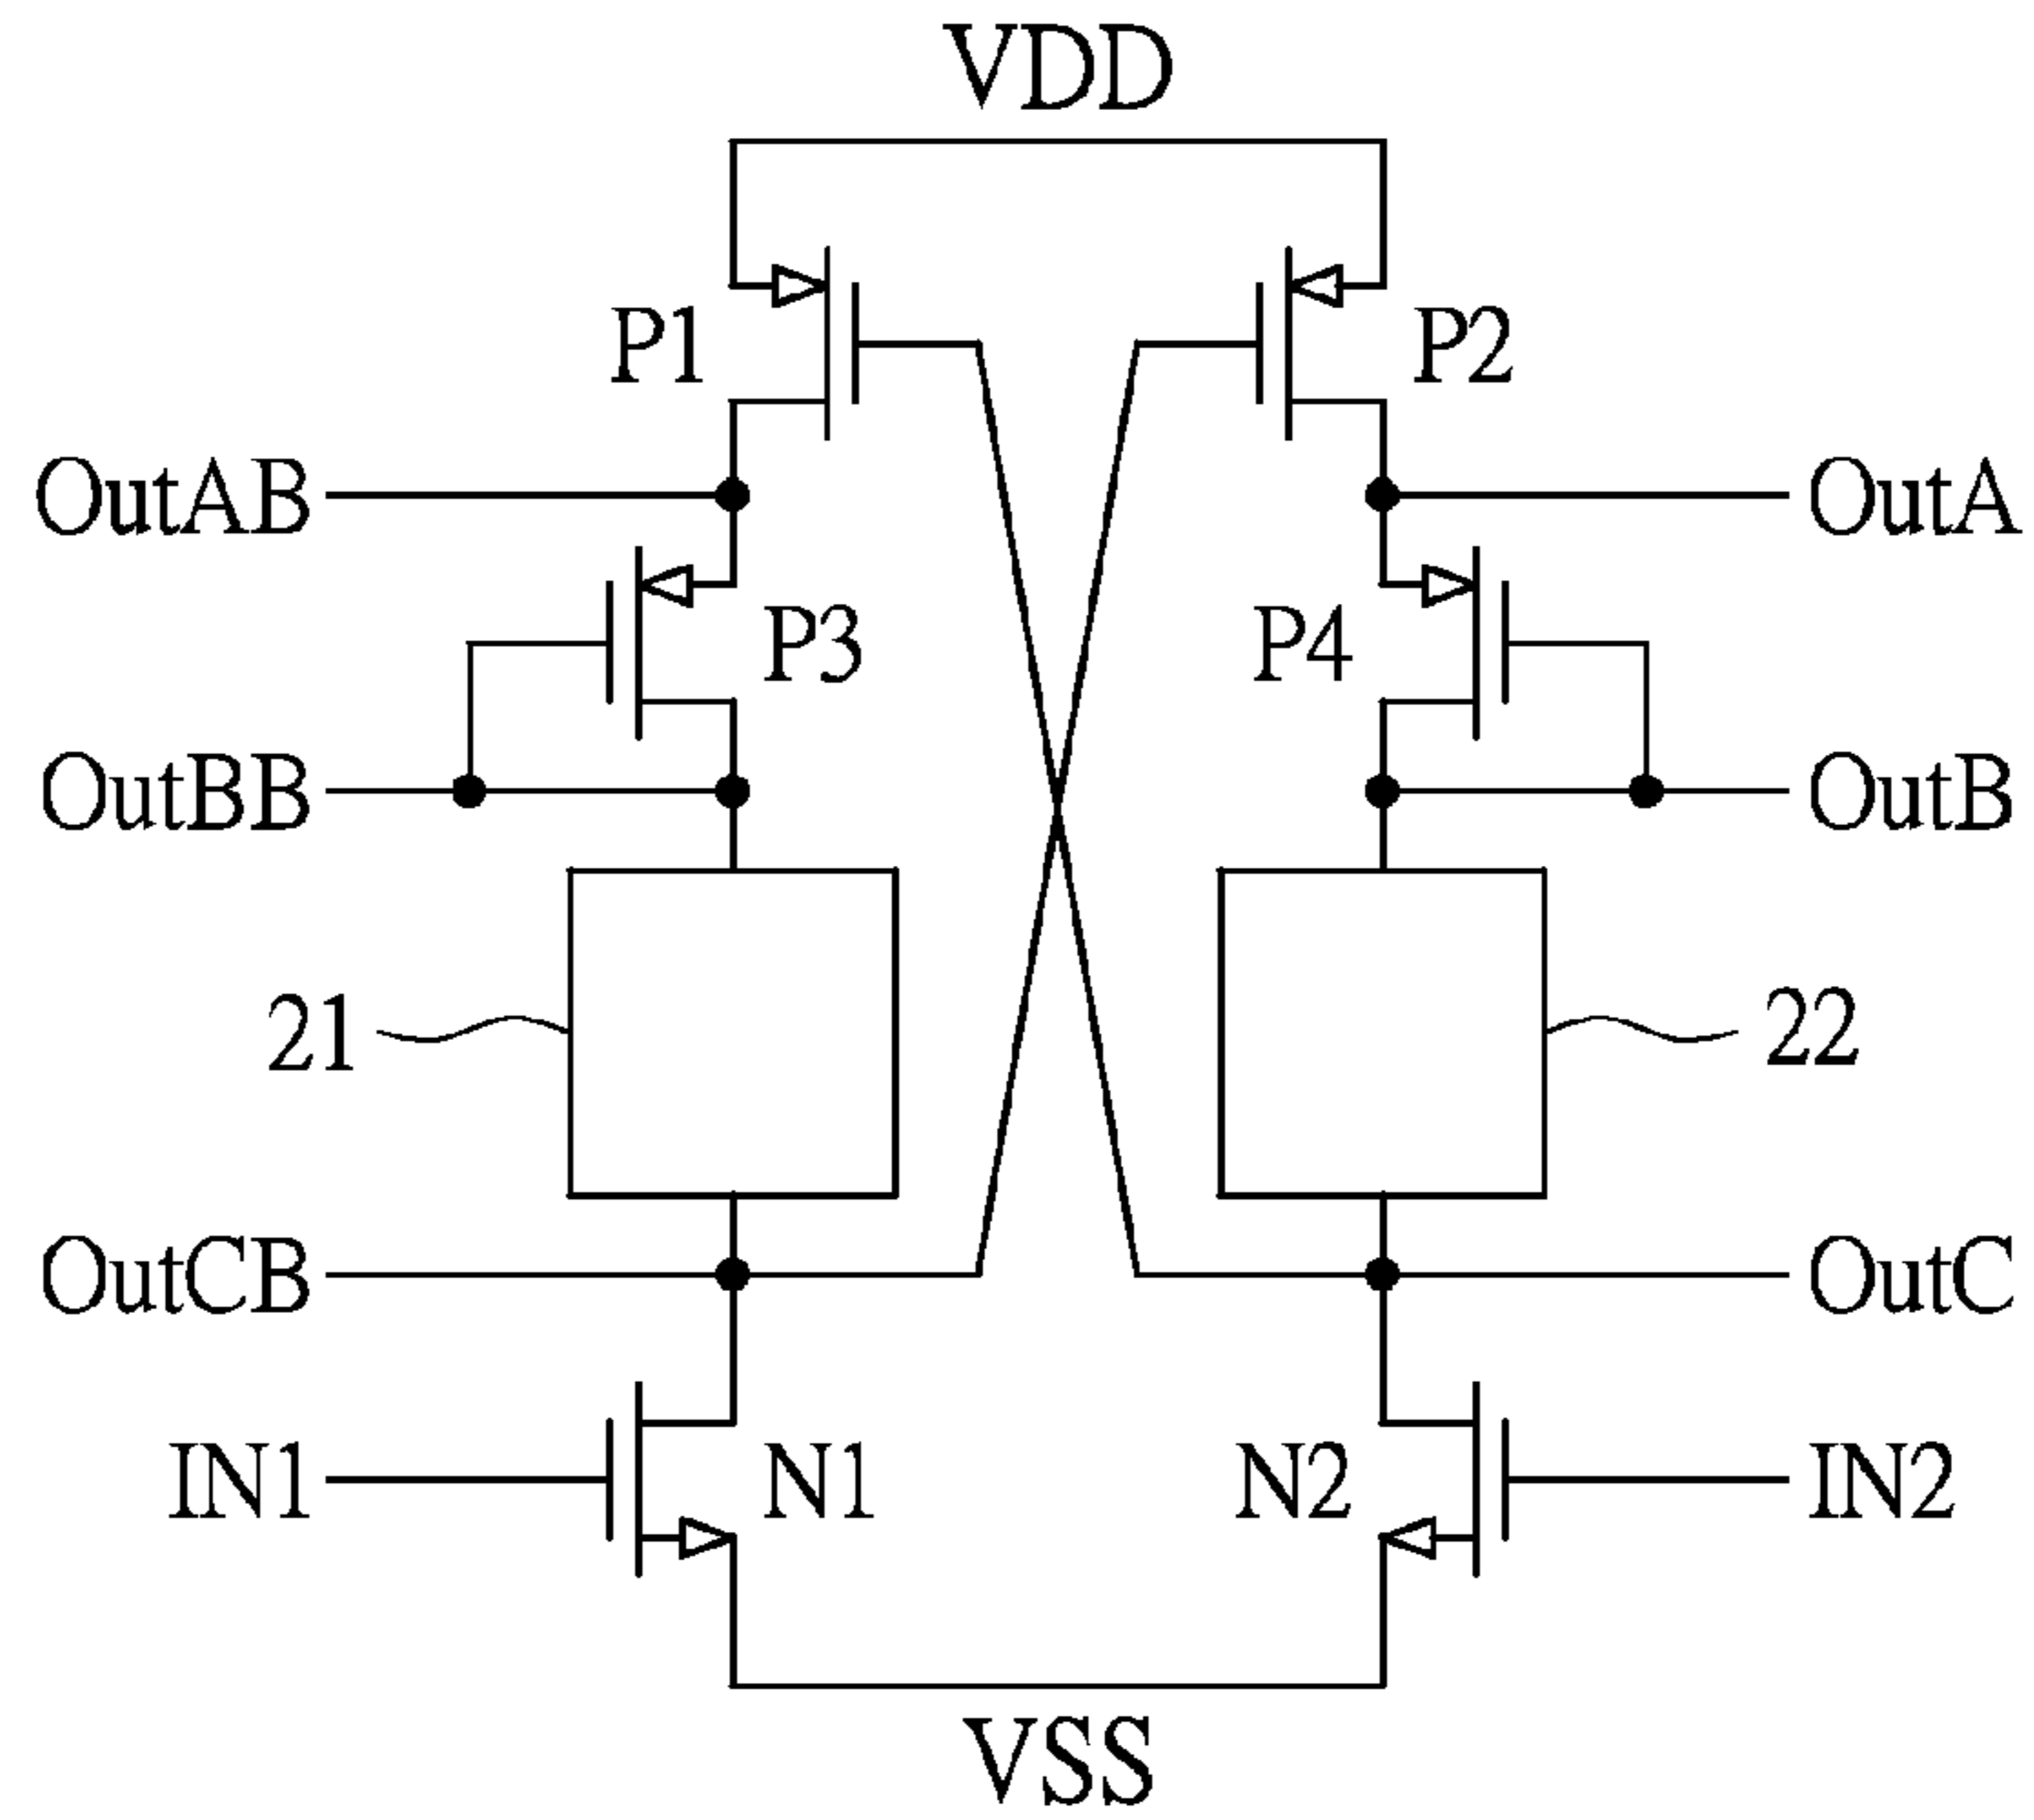 VDD
P1
P2
OutAB
OutA
P3
P4
OutBB
OutB
21
22
OutCB
OutC
IN1
N1
N2
IN2
VSS